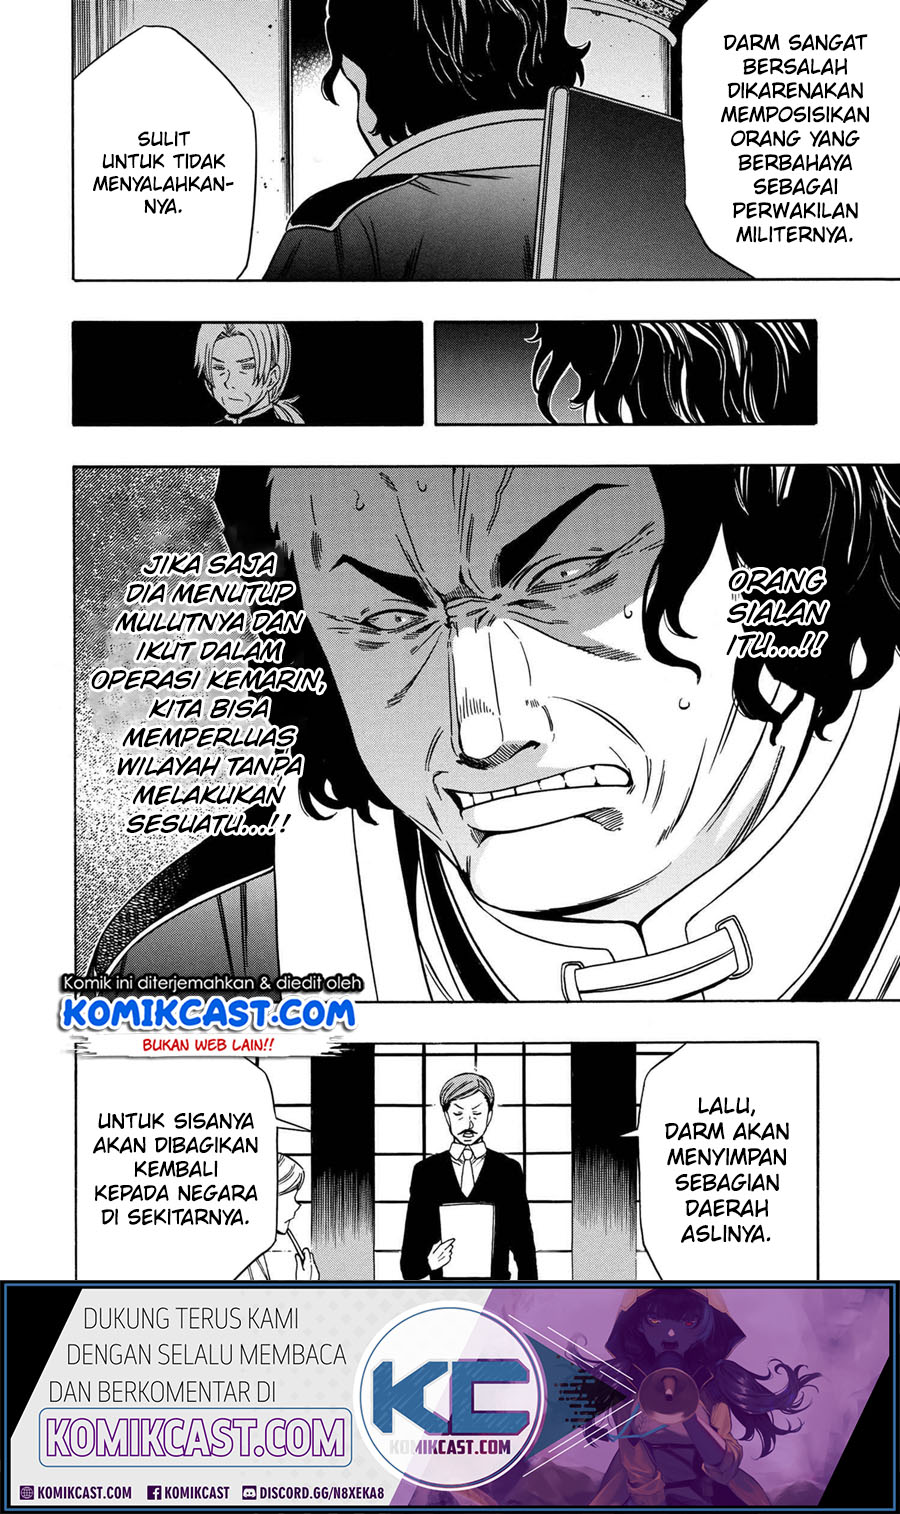 DARM SANGAT
BERSALAH
DIKARENAKAN
MEMPOSISIKAN
ORANG YANG
BERBAHAYA
SEBAGAI
PERWAKILAN
MILITERNYA.
SULIT
UNTUK TIDAK
MENYALAHKAN-
NYA.
ORANG
SIALAN
ITU...!!
JIKA SAJA
DIA MENUTUP
MULUTNYA DAN
IKUT DALAM
OPERASI KEMARIN,
KITA BISA
MEMPERLUAS
WILAYAH TANPA
MELAKUKAN
SESUATU...!!
Komik ini diterjemahkan & diedit oleh
KOMIKCAST.COM
BUKAN WEB LAIN!!
LALU,
DARM AKAN
MENYIMPAN
SEBAGIAN
DAERAH
ASLINYA.
UNTUK SISANYA
AKAN DIBAGIKAN
KEMBALI
KEPADA NEGARA
DI SEKITARNYA.
DUKUNG TERUS KAMI
DENGAN SELALU MEMBACA
DAN BERKOMENTAR DI
KOMIKCAST.COM
KC
KOMIKCAST.COM
KOMIKCAST.COM KOMIKCAST DISCORD.GG/N8XEKA8